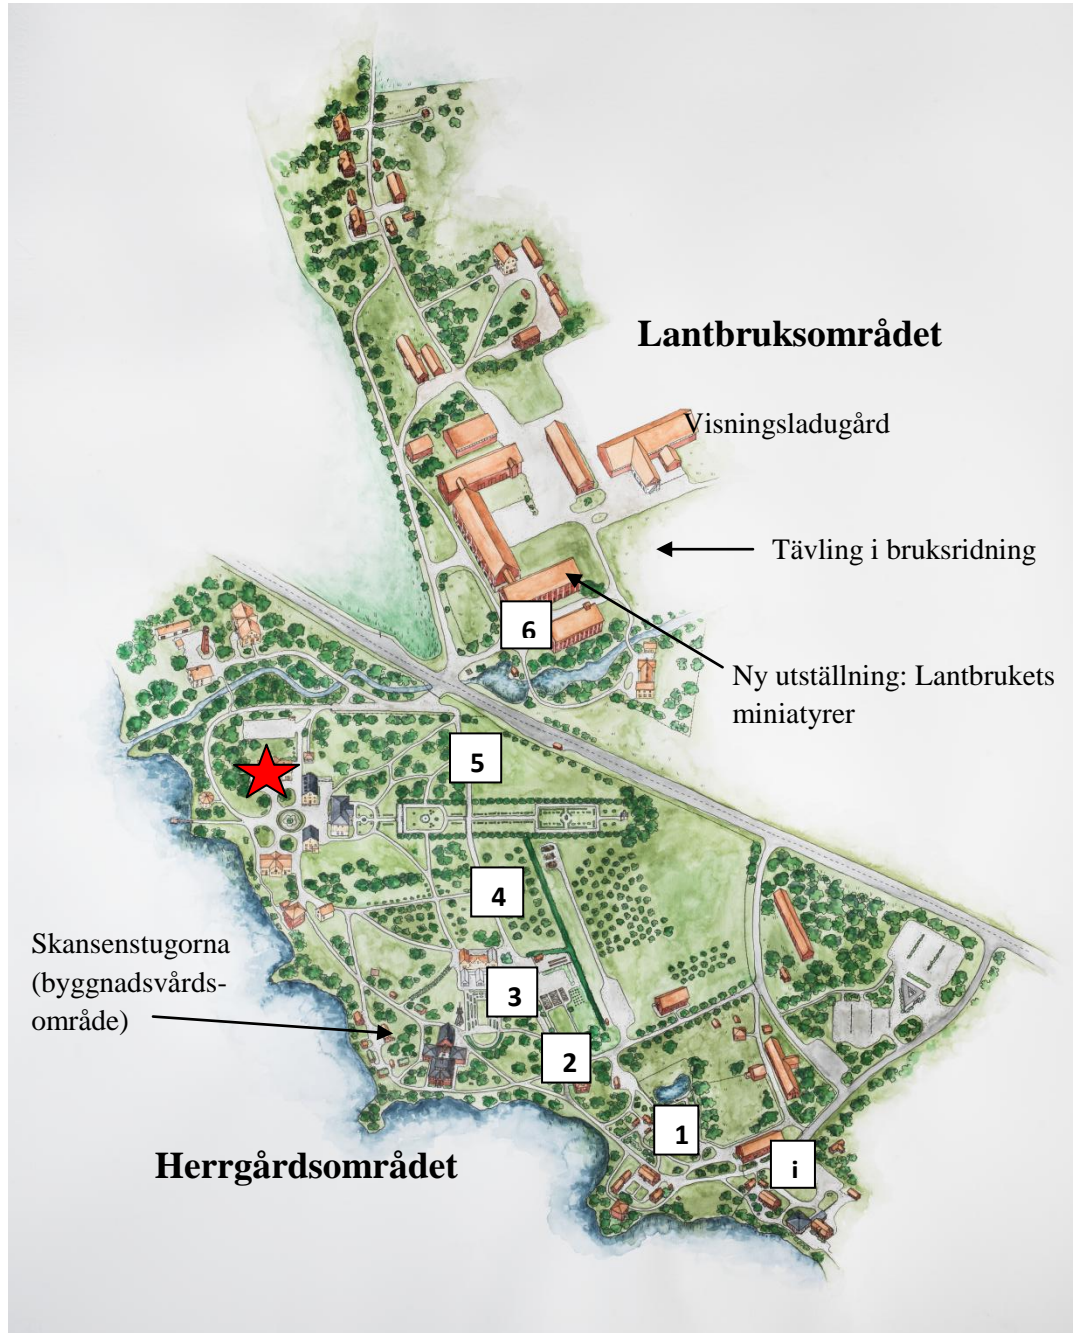 Lantbruksområdet
Visningsladugård
Tävling i bruksridning
6
Ny utställning: Lantbrukets
miniatyrer
5
4
Skansenstugorna
(byggnadsvårds-
område)
3
2
1
Herrgårdsområdet
i